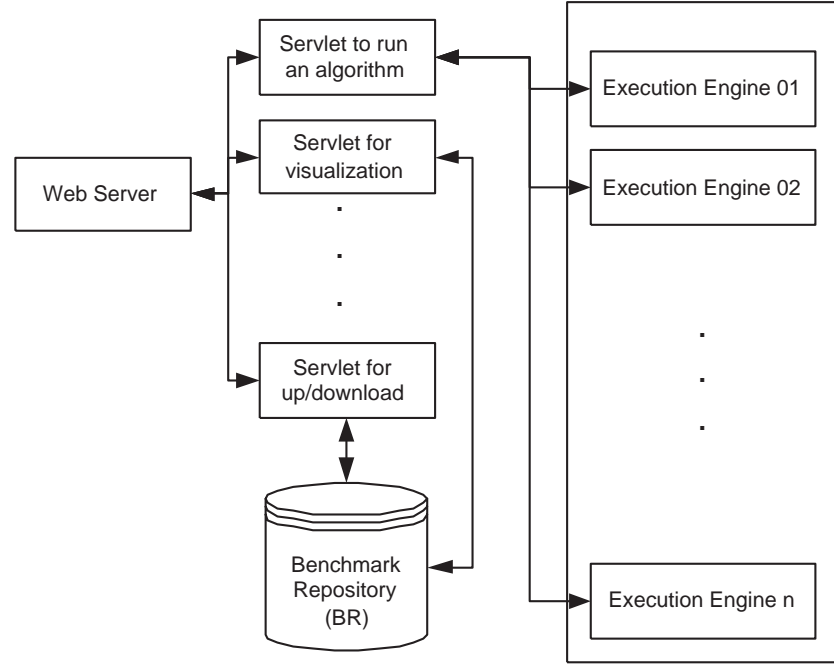 Servlet to run
an algorithm
Execution Engine 01
Servlet for
visualization
Web Server
Execution Engine 02
.
.
.
.
.
.
Servlet for
up/download
Benchmark
Repository
(BR)
Execution Engine n